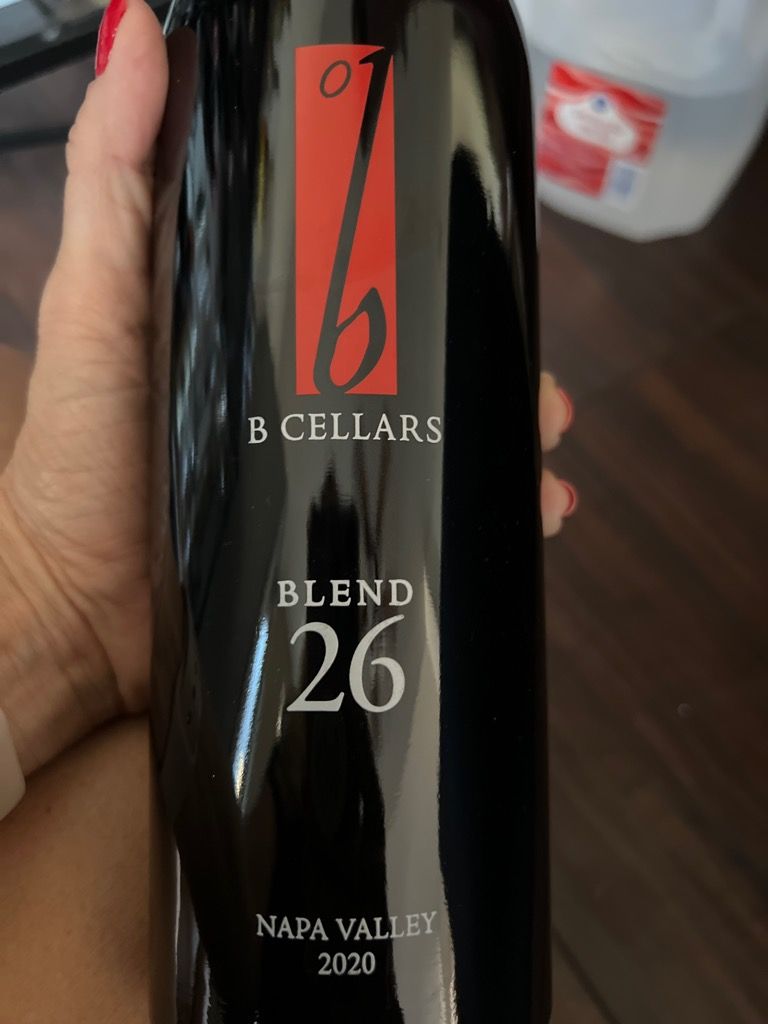 °b
B CELLARS
BLEND
26
NAPA VALLEY
2020